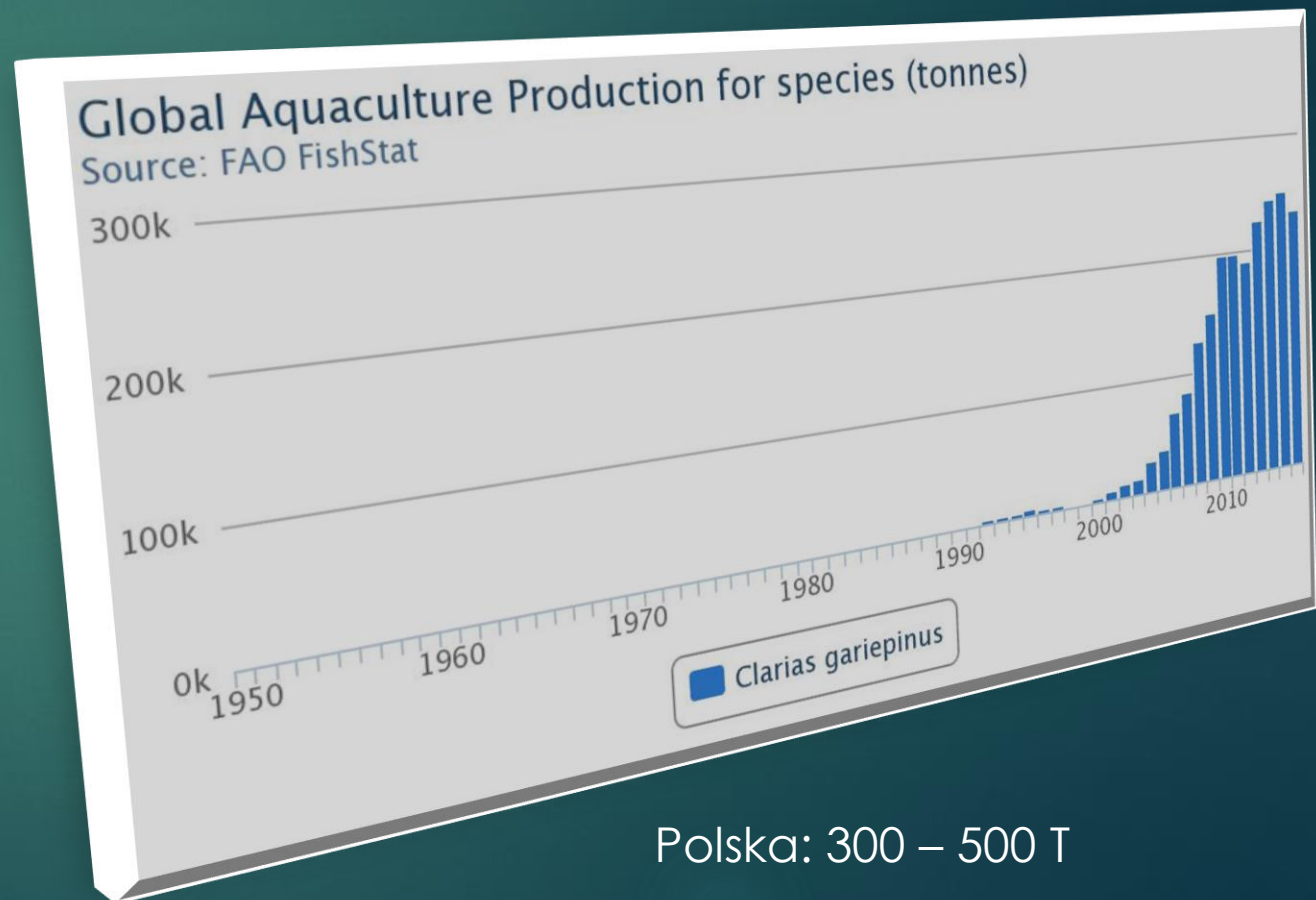 Global Aquaculture Production for species (tonnes)
Source: FAO FishStat
300k
200k
100k
0k
1950
1960
1970
1980
1990
2000
2010
Clarias gariepinus
Polska: 300 – 500 T